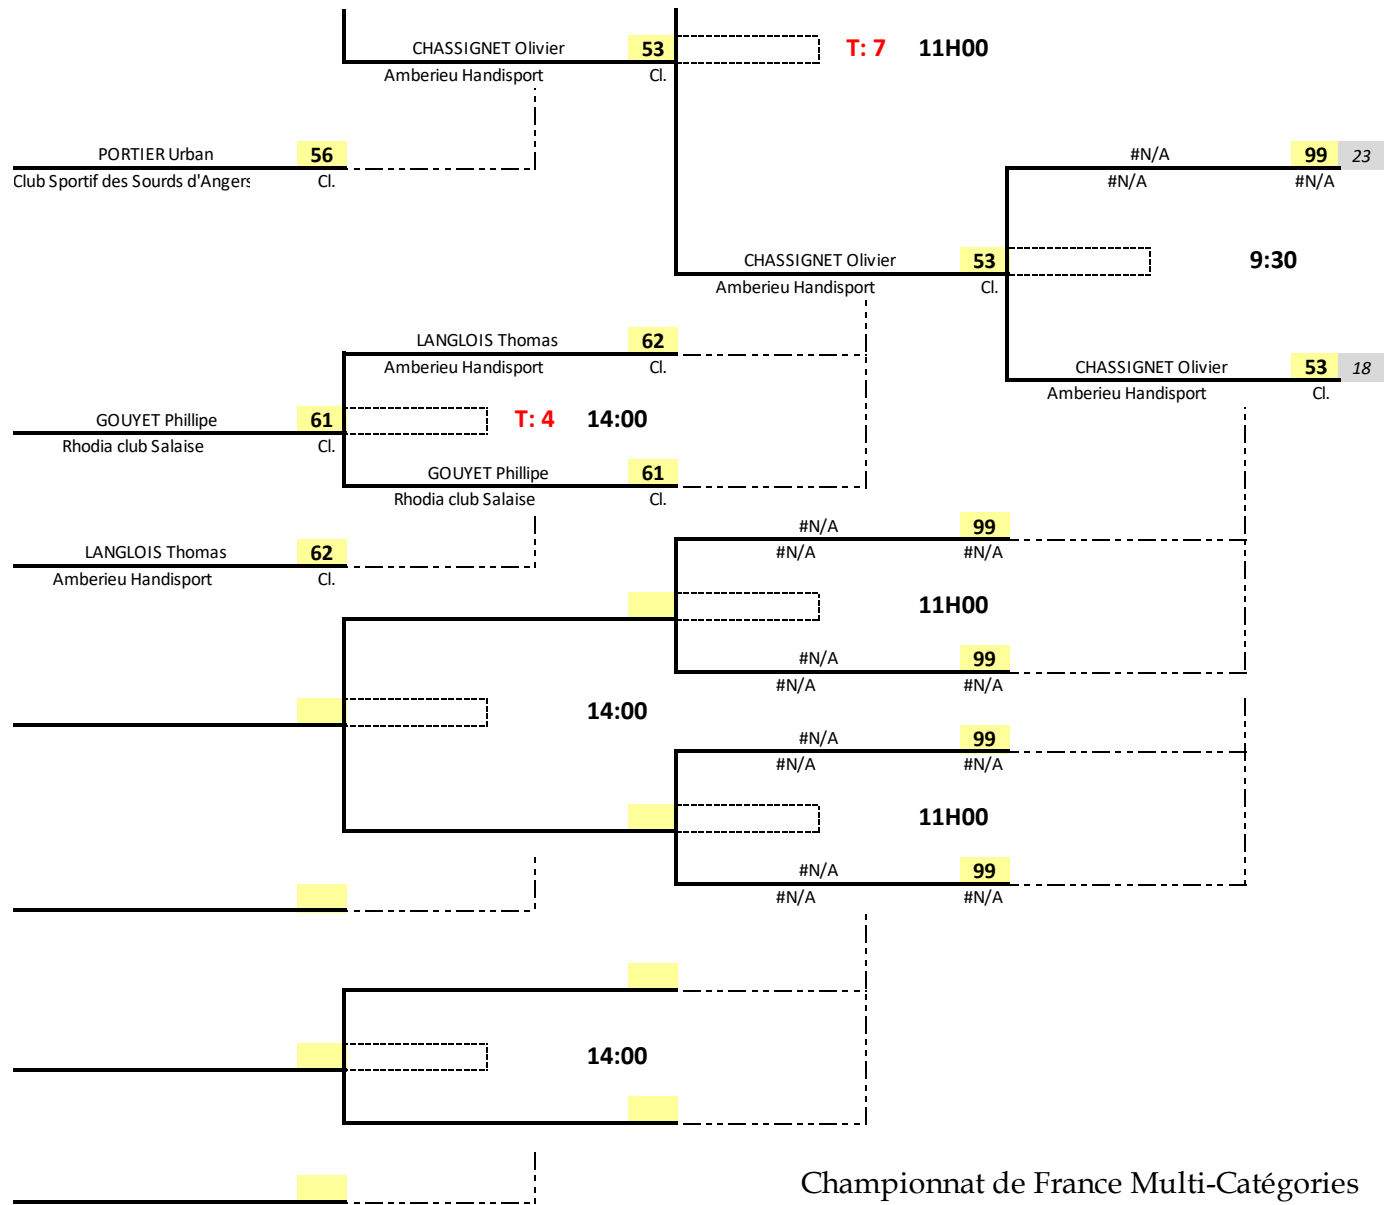 CHASSIGNET Olivier 53 T: 7 11H00
Amberieu Handisport Cl.
PORTIER Urban 56 #N/A 99 23
Club Sportif des Sourds d'Angers Cl. #N/A #N/A
CHASSIGNET Olivier 53 9:30
Amberieu Handisport Cl.
LANGLOIS Thomas 62
Amberieu Handisport Cl. CHASSIGNET Olivier 53 18
Amberieu Handisport Cl.
GOUYET Phillipe 61 T: 4 14:00
Rhodia club Salaise Cl.
GOUYET Phillipe 61
Rhodia club Salaise Cl.
#N/A 99
LANGLOIS Thomas 62 #N/A #N/A
Amberieu Handisport Cl.
11H00
#N/A 99
#N/A #N/A
14:00
#N/A 99
#N/A #N/A
11H00
#N/A 99
#N/A #N/A
14:00
Championnat de France Multi-Catégories